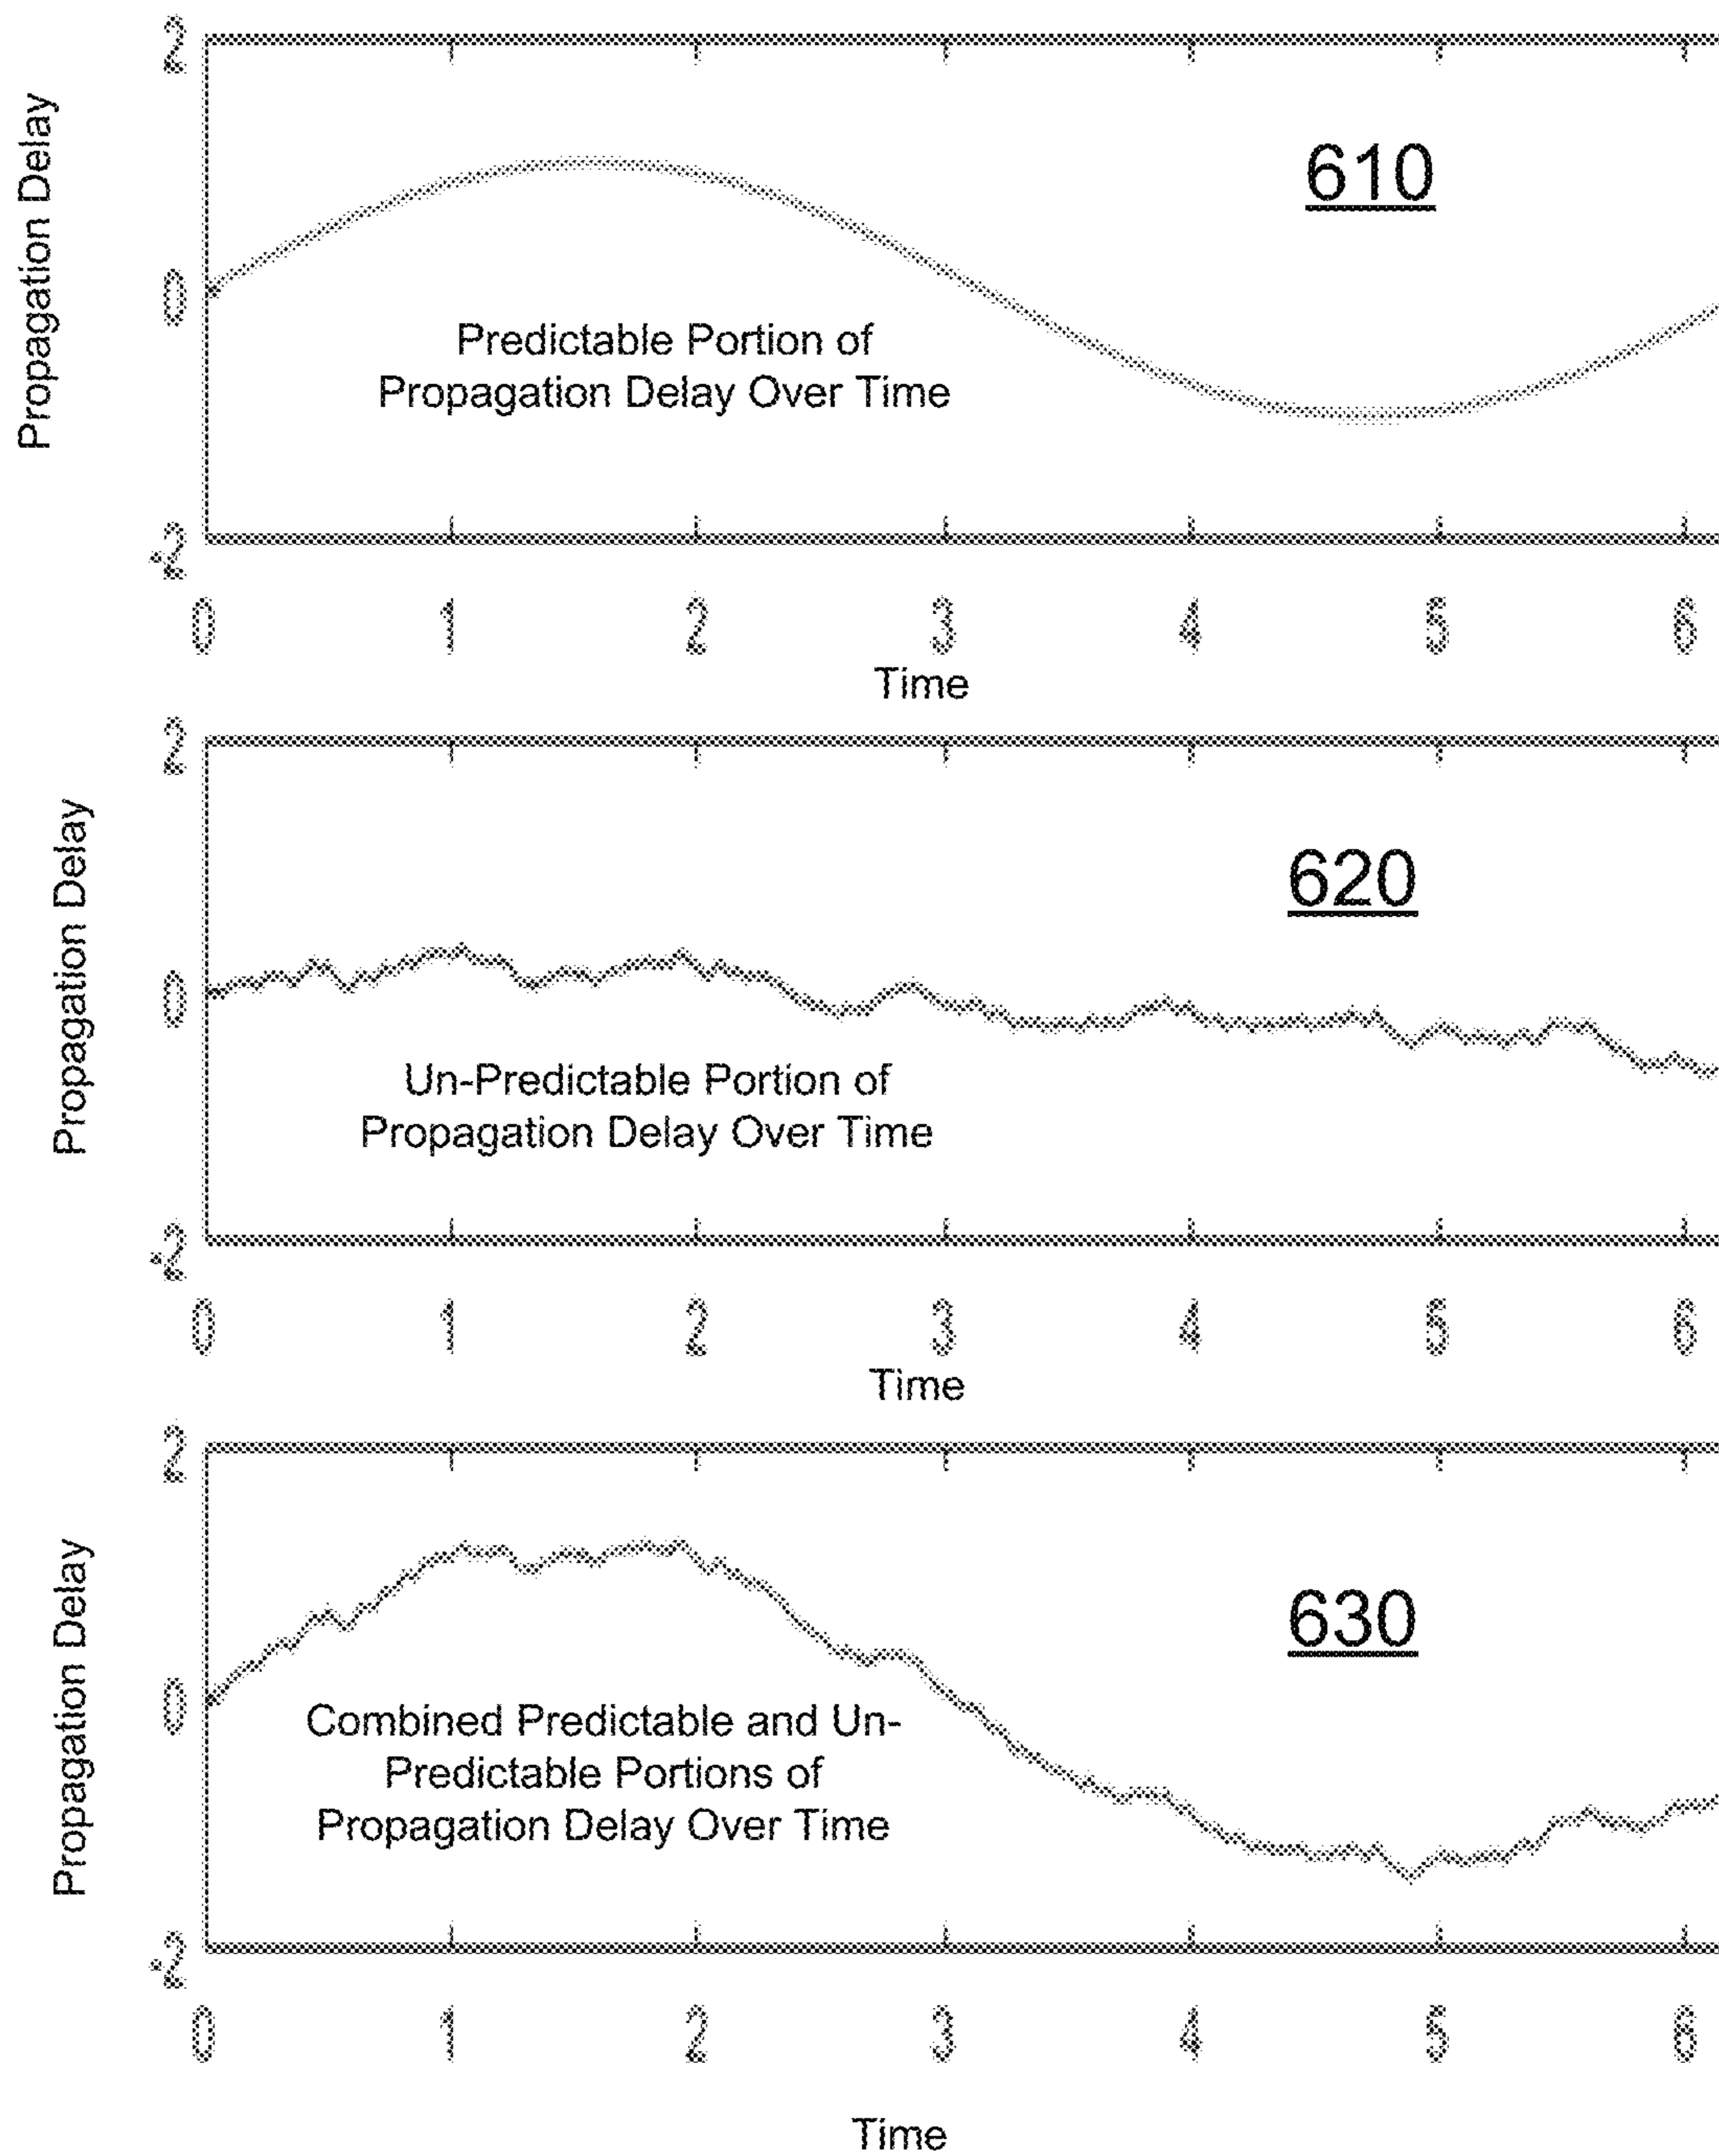 2
Propagation Delay
610
0
Predictable Portion of
Propagation Delay Over Time
-2
0 1 2 3 4 5 6
Time
2
Propagation Delay
620
0
Un-Predictable Portion of
Propagation Delay Over Time
-2
0 1 2 3 4 5 6
Time
2
Propagation Delay
630
0
Combined Predictable and Un-
Predictable Portions of
Propagation Delay Over Time
-2
0 1 2 3 4 5 6
Time